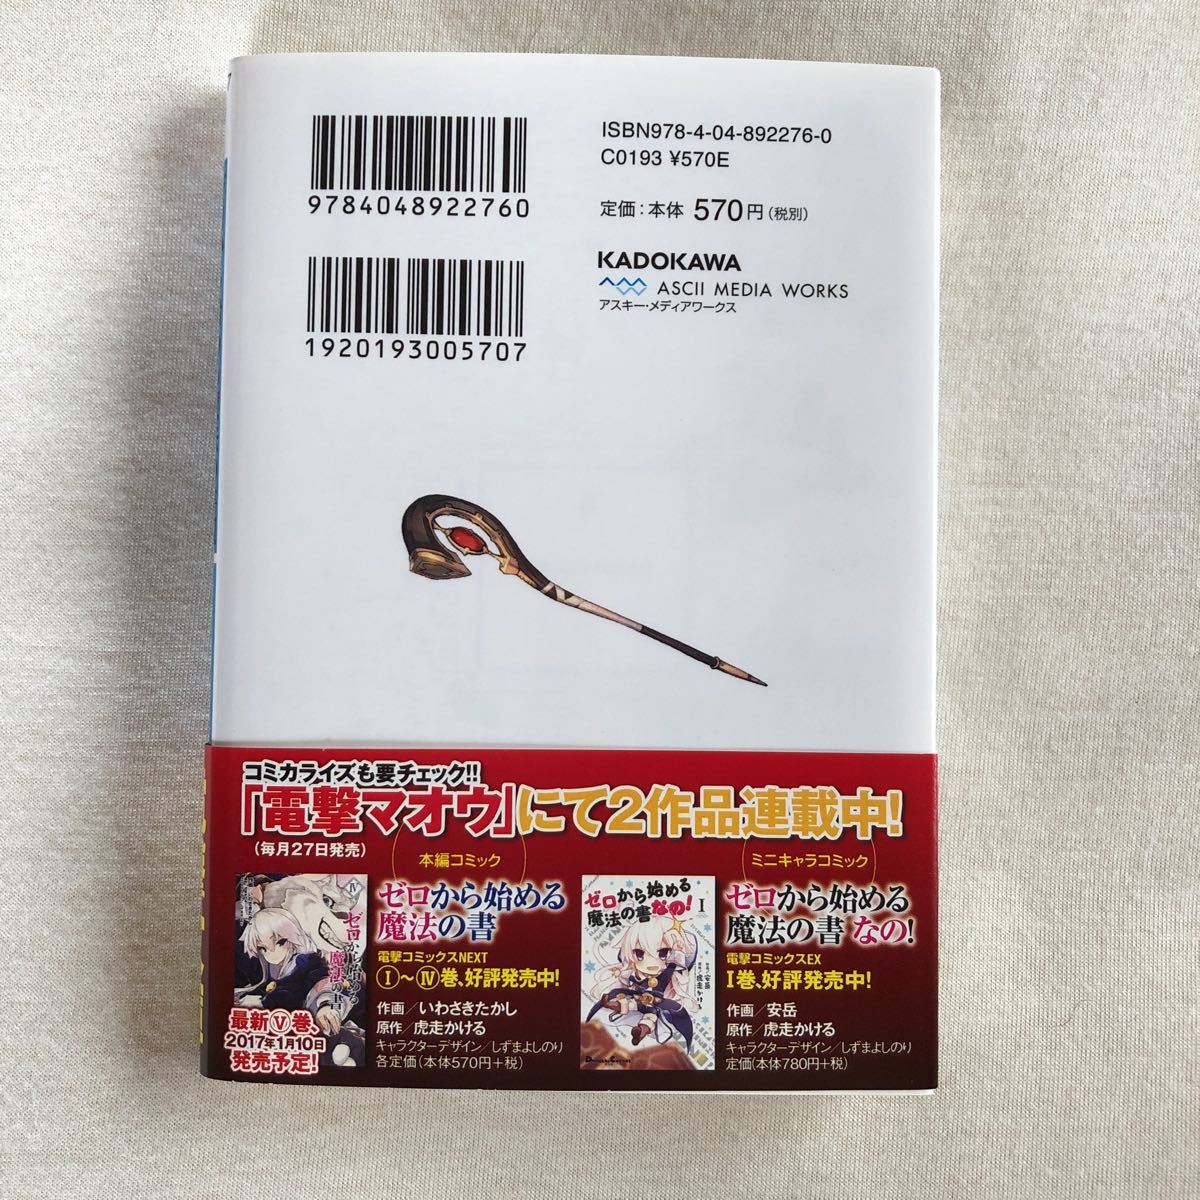 ISBN978-4-04-892276-0
C0193 ¥570E
定価：本体 570円（税別）
KADOKAWA
ASCII MEDIA WORKS
アスキー・メディアワークス
9784048922760
1920193005707
コミカライズも要チェック!!
「電撃マオウ」にて2作品連載中!
（毎月27日発売）
本編コミック
ゼロから始める
魔法の書
電撃コミックスNEXT
Ⅰ〜Ⅳ巻、好評発売中!
作画／いわさきたかし
原作／虎走かける
キャラクターデザイン／しずまよしのり
各定価（本体570円＋税）
Ⅳ
ゼロから始める
魔法の書
最新Ⅴ巻、
2017年1月10日
発売予定!
ミニキャラコミック
ゼロから始める
魔法の書 なの!
電撃コミックスEX
Ⅰ巻、好評発売中!
作画／安岳
原作／虎走かける
キャラクターデザイン／しずまよしのり
定価（本体780円＋税）
ゼロから始める
魔法の書なの!
Ⅰ